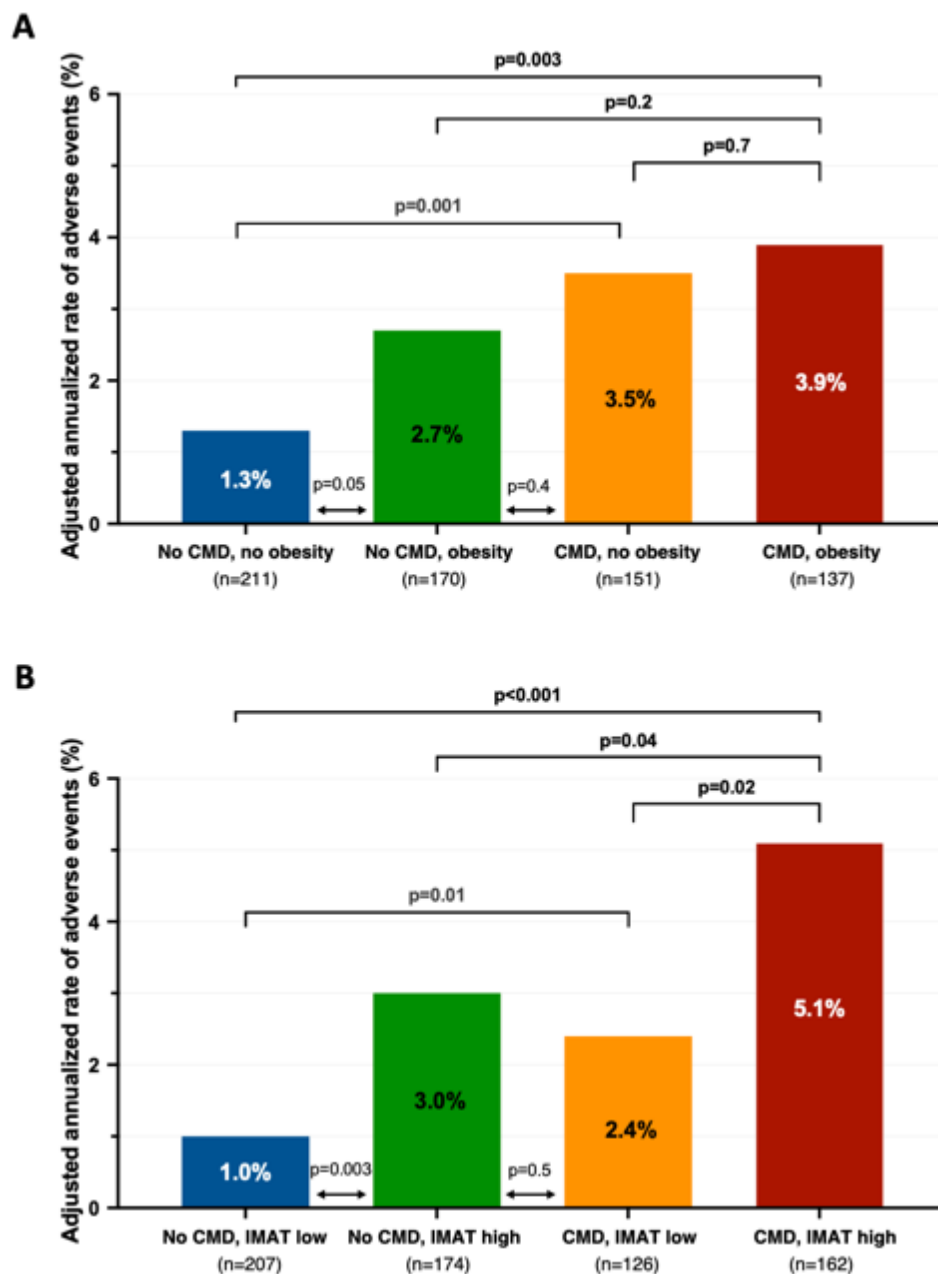 A
Adjusted annualized rate of adverse events (%)
p=0.003
p=0.2
p=0.7
p=0.001
6
4
2
0
1.3%
p=0.05
2.7%
p=0.4
3.5%
3.9%
No CMD, no obesity
(n=211)
No CMD, obesity
(n=170)
CMD, no obesity
(n=151)
CMD, obesity
(n=137)
B
Adjusted annualized rate of adverse events (%)
p<0.001
p=0.04
p=0.02
p=0.01
6
4
2
0
1.0%
p=0.003
3.0%
p=0.5
2.4%
5.1%
No CMD, IMAT low
(n=207)
No CMD, IMAT high
(n=174)
CMD, IMAT low
(n=126)
CMD, IMAT high
(n=162)